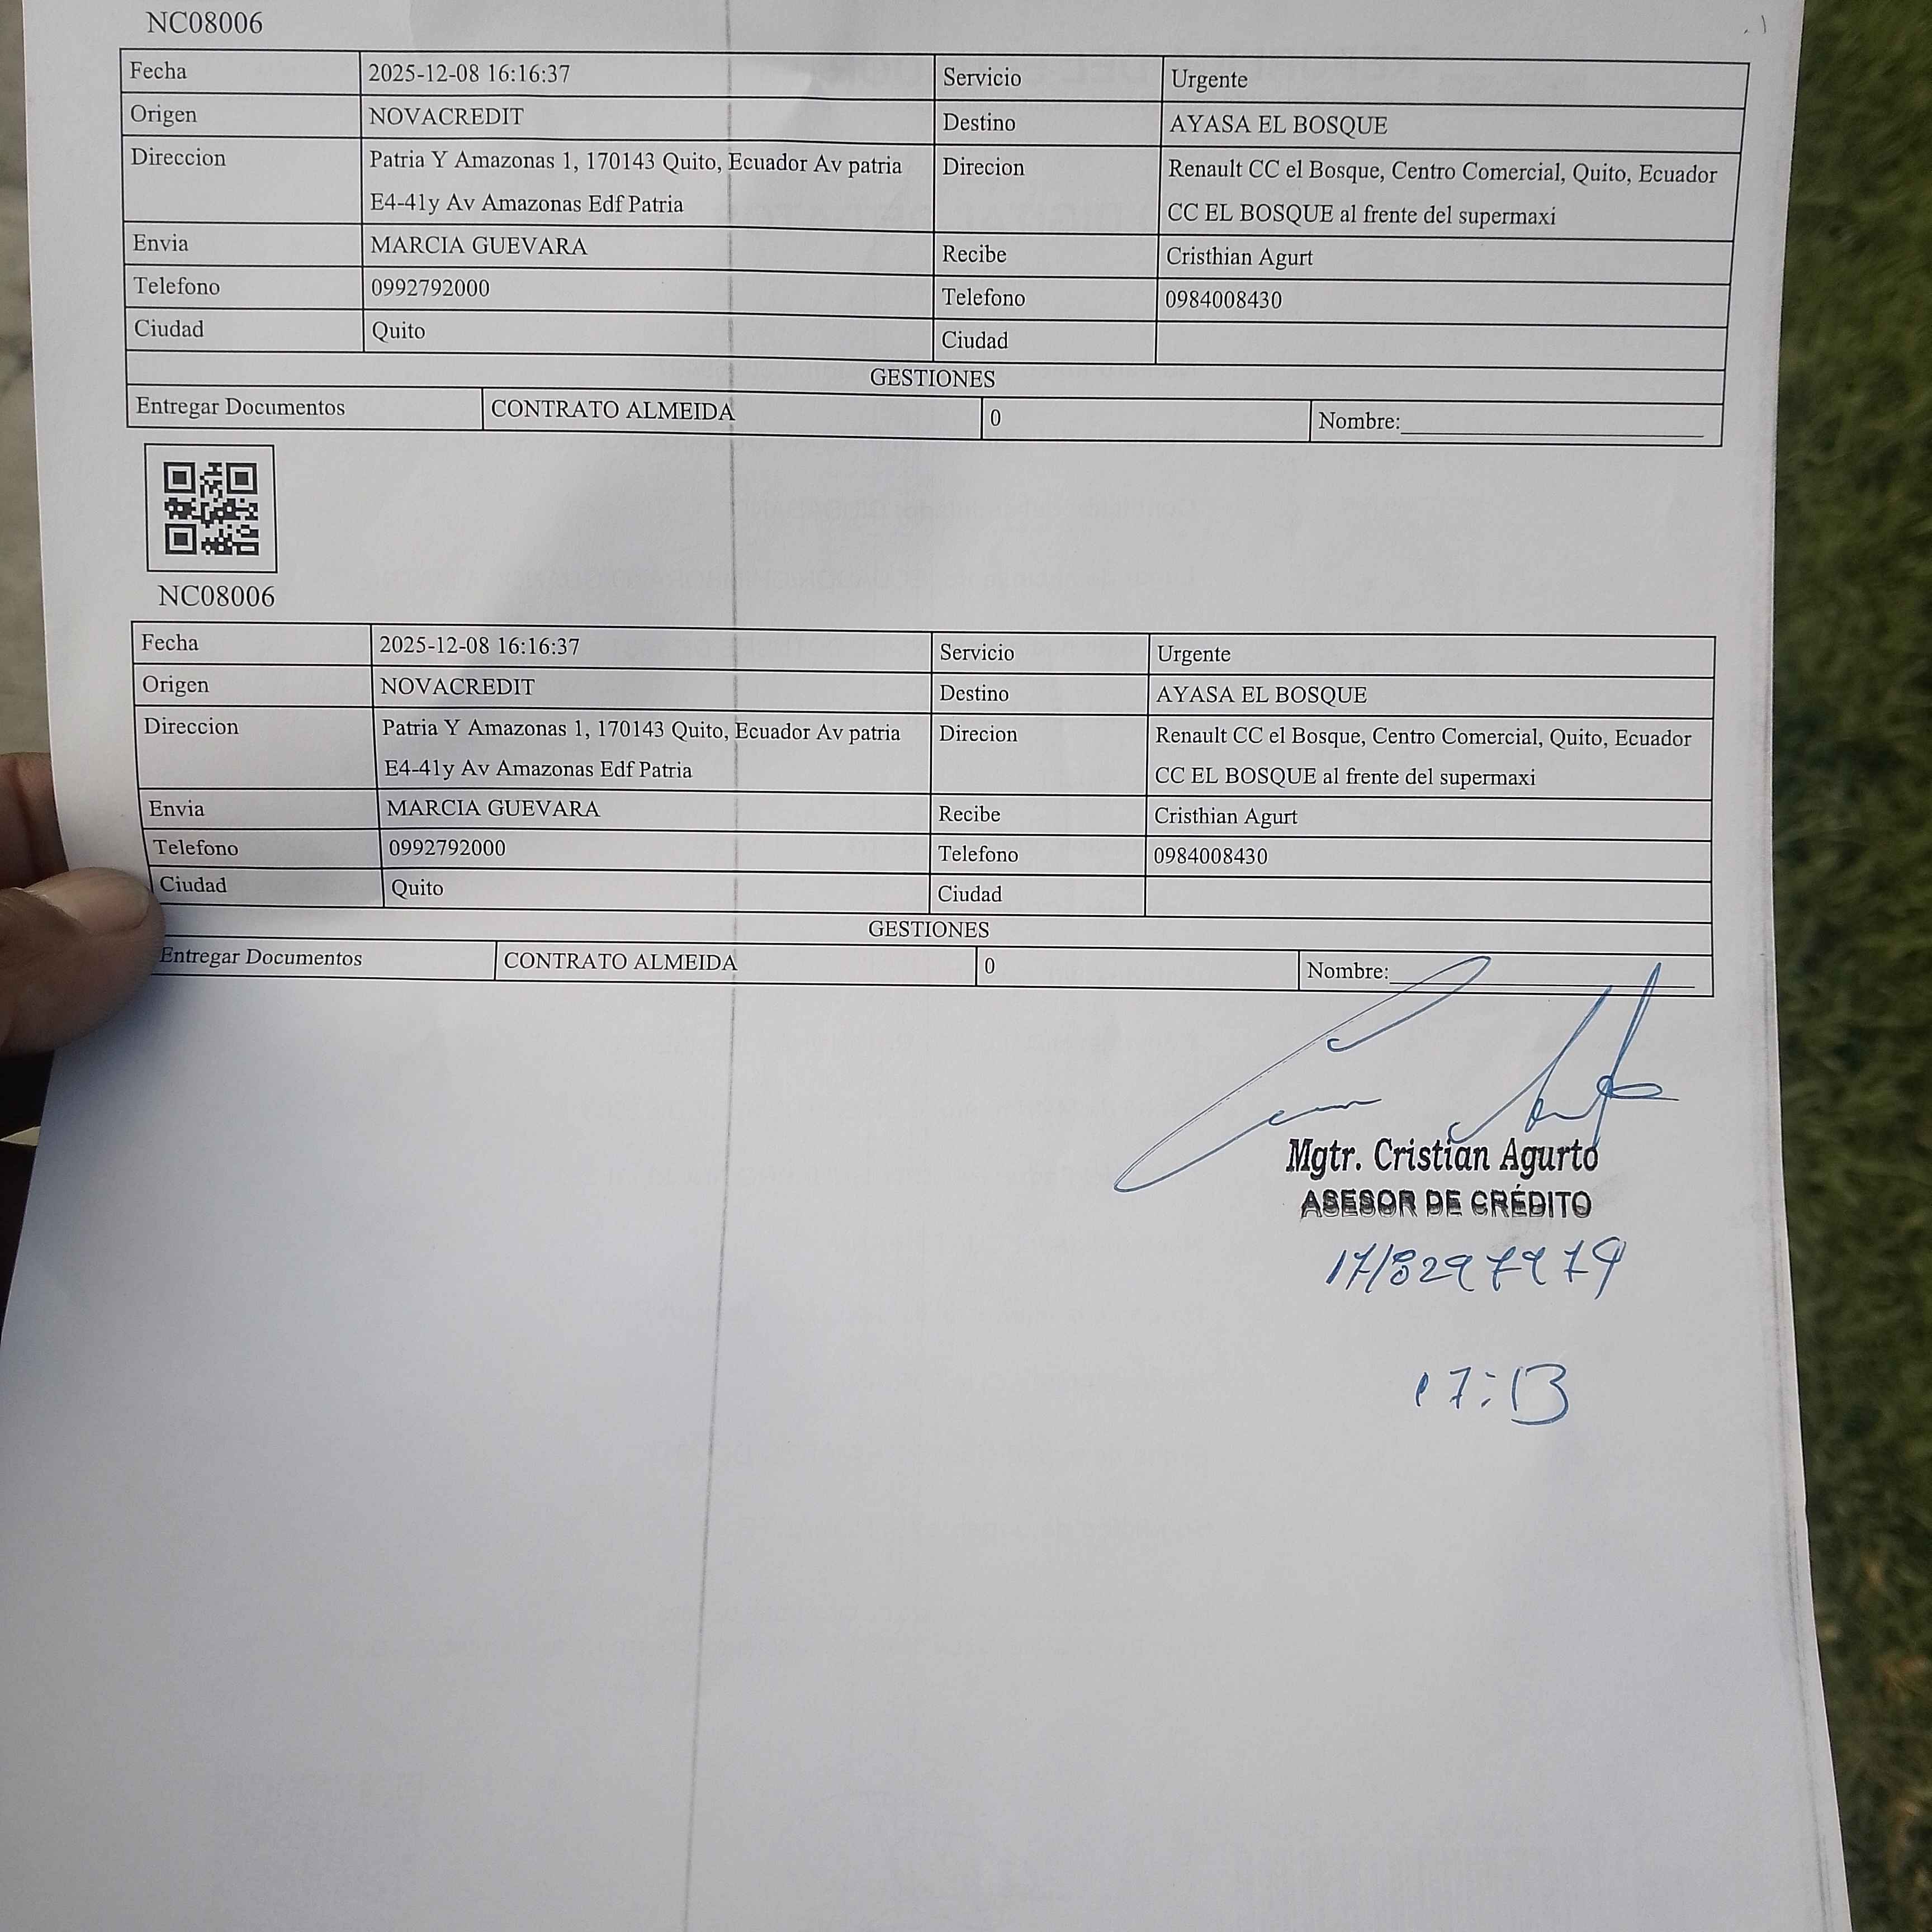 NC08006
Fecha 2025-12-08 16:16:37 Servicio Urgente
Origen NOVACREDIT Destino AYASA EL BOSQUE
Direccion Patria Y Amazonas 1, 170143 Quito, Ecuador Av patria Direcion Renault CC el Bosque, Centro Comercial, Quito, Ecuador
E4-41y Av Amazonas Edf Patria CC EL BOSQUE al frente del supermaxi
Envia MARCIA GUEVARA Recibe Cristhian Agurt
Telefono 0992792000 Telefono 0984008430
Ciudad Quito Ciudad
GESTIONES
Entregar Documentos CONTRATO ALMEIDA 0 Nombre:
NC08006
Fecha 2025-12-08 16:16:37 Servicio Urgente
Origen NOVACREDIT Destino AYASA EL BOSQUE
Direccion Patria Y Amazonas 1, 170143 Quito, Ecuador Av patria Direcion Renault CC el Bosque, Centro Comercial, Quito, Ecuador
E4-41y Av Amazonas Edf Patria CC EL BOSQUE al frente del supermaxi
Envia MARCIA GUEVARA Recibe Cristhian Agurt
Telefono 0992792000 Telefono 0984008430
Ciudad Quito Ciudad
GESTIONES
Entregar Documentos CONTRATO ALMEIDA 0 Nombre:
Mgtr. Cristian Agurto
ASESOR DE CRÉDITO
17:13